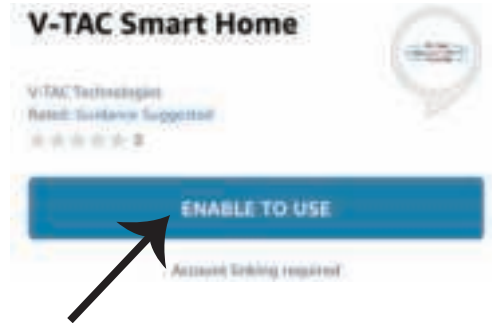 V-TAC Smart Home
V-TAC Technologies
Rated: Guidance Suggested
ENABLE TO USE
Account linking required